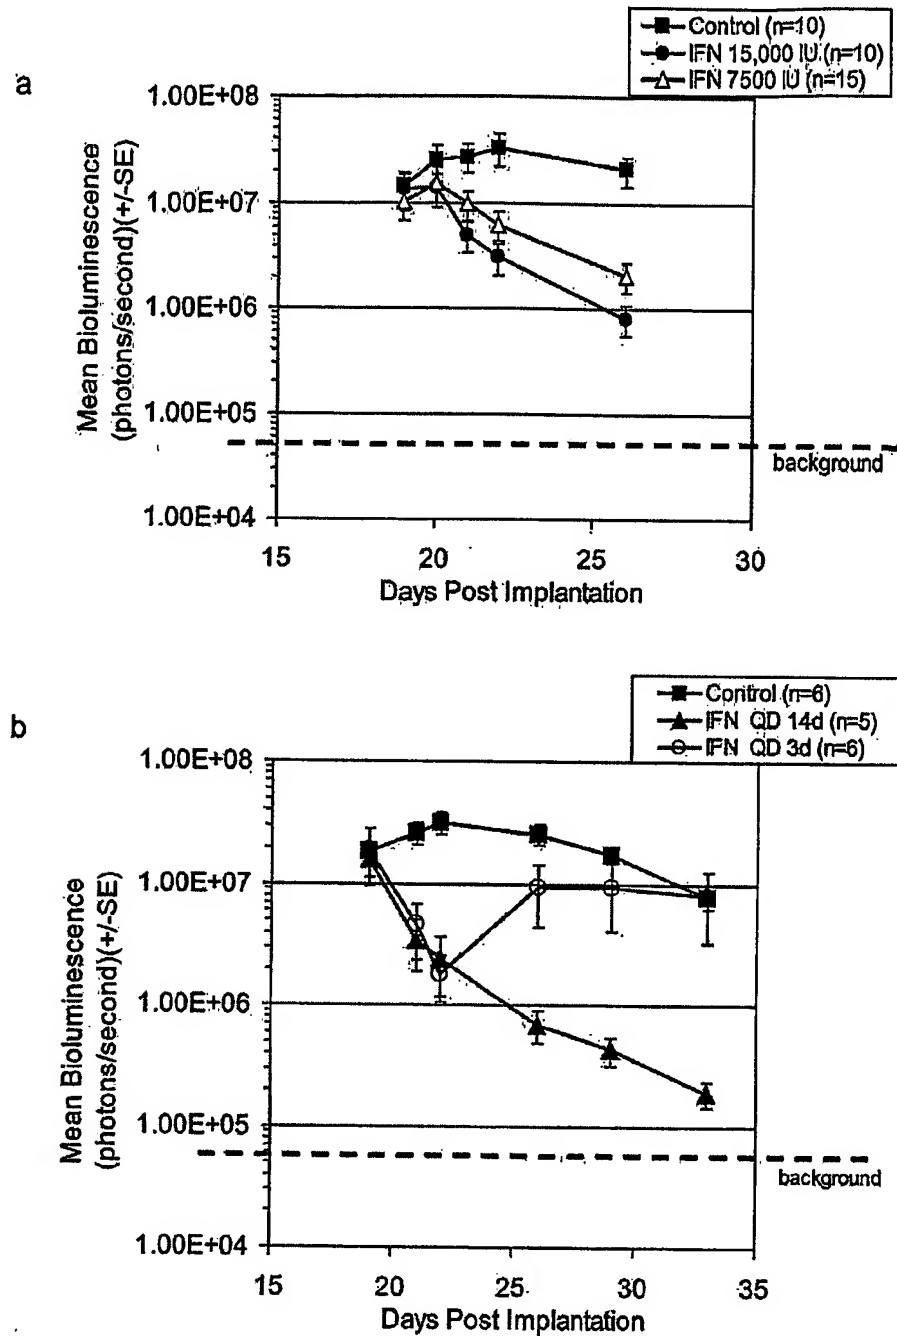 a
Control (n=10)
IFN 15,000 IU (n=10)
IFN 7500 IU (n=15)
Mean Bioluminescence
(photons/second)(+/-SE)
1.00E+08
1.00E+07
1.00E+06
1.00E+05
1.00E+04
background
15 20 25 30
Days Post Implantation
b
Control (n=6)
IFN QD 14d (n=5)
IFN QD 3d (n=6)
Mean Bioluminescence
(photons/second)(+/-SE)
1.00E+08
1.00E+07
1.00E+06
1.00E+05
1.00E+04
background
15 20 25 30 35
Days Post Implantation